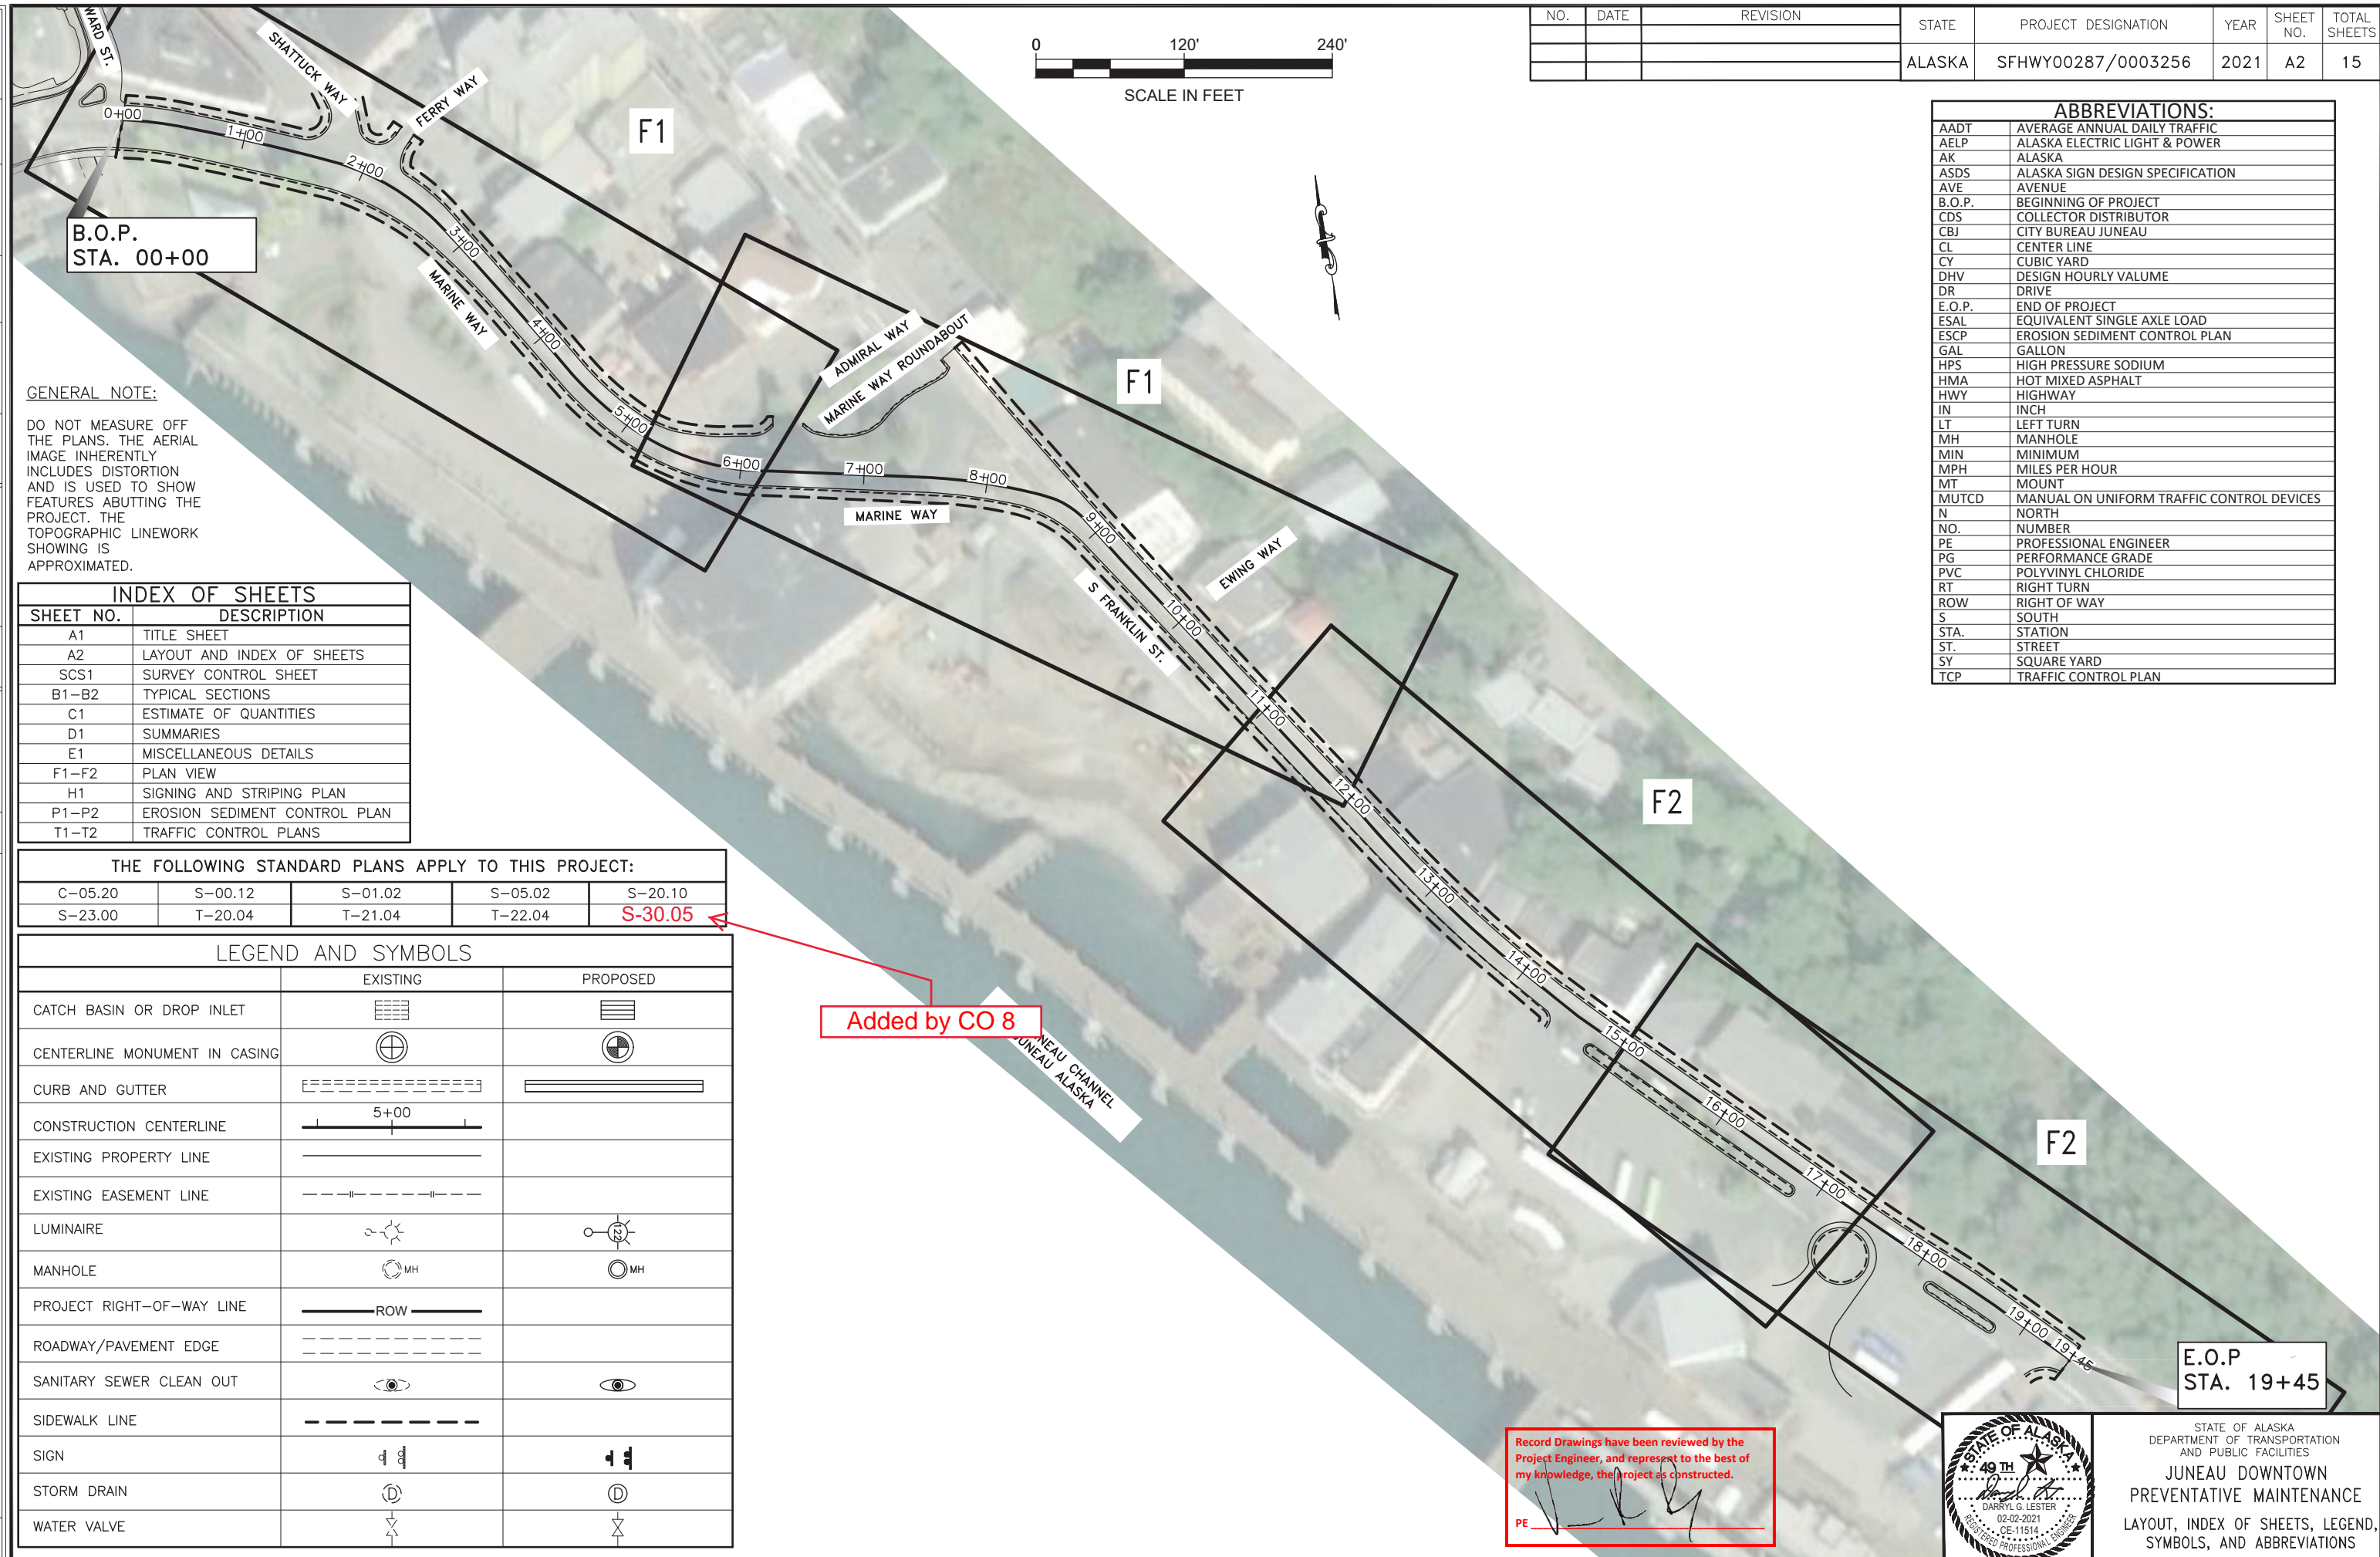 NO. DATE REVISION STATE PROJECT DESIGNATION YEAR SHEET NO. TOTAL SHEETS
ALASKA SFHWY00287/0003256 2021 A2 15
0 120' 240'
SCALE IN FEET
WARD ST.
SHATTUCK WAY
FERRY WAY
F1
0+00
1+00
2+00
3+00
4+00
5+00
6+00
7+00
8+00
9+00
10+00
11+00
12+00
13+00
14+00
15+00
16+00
17+00
18+00
19+00
19+45
B.O.P.
STA. 00+00
MARINE WAY
ADMIRAL WAY
MARINE WAY ROUNDABOUT
F1
MARINE WAY
EWING WAY
S FRANKLIN ST.
F2
F2
NEAU CHANNEL
JUNEAU ALASKA
E.O.P
STA. 19+45
GENERAL NOTE:
DO NOT MEASURE OFF
THE PLANS. THE AERIAL
IMAGE INHERENTLY
INCLUDES DISTORTION
AND IS USED TO SHOW
FEATURES ABUTTING THE
PROJECT. THE
TOPOGRAPHIC LINEWORK
SHOWING IS
APPROXIMATED.
INDEX OF SHEETS
SHEET NO. DESCRIPTION
A1 TITLE SHEET
A2 LAYOUT AND INDEX OF SHEETS
SCS1 SURVEY CONTROL SHEET
B1-B2 TYPICAL SECTIONS
C1 ESTIMATE OF QUANTITIES
D1 SUMMARIES
E1 MISCELLANEOUS DETAILS
F1-F2 PLAN VIEW
H1 SIGNING AND STRIPING PLAN
P1-P2 EROSION SEDIMENT CONTROL PLAN
T1-T2 TRAFFIC CONTROL PLANS
THE FOLLOWING STANDARD PLANS APPLY TO THIS PROJECT:
C-05.20 S-00.12 S-01.02 S-05.02 S-20.10
S-23.00 T-20.04 T-21.04 T-22.04 S-30.05
Added by CO 8
LEGEND AND SYMBOLS
EXISTING PROPOSED
CATCH BASIN OR DROP INLET
CENTERLINE MONUMENT IN CASING
CURB AND GUTTER
CONSTRUCTION CENTERLINE 5+00
EXISTING PROPERTY LINE
EXISTING EASEMENT LINE
LUMINAIRE 122
MANHOLE MH MH
PROJECT RIGHT-OF-WAY LINE ROW
ROADWAY/PAVEMENT EDGE
SANITARY SEWER CLEAN OUT
SIDEWALK LINE
SIGN
STORM DRAIN D D
WATER VALVE
ABBREVIATIONS:
AADT AVERAGE ANNUAL DAILY TRAFFIC
AELP ALASKA ELECTRIC LIGHT & POWER
AK ALASKA
ASDS ALASKA SIGN DESIGN SPECIFICATION
AVE AVENUE
B.O.P. BEGINNING OF PROJECT
CDS COLLECTOR DISTRIBUTOR
CBJ CITY BUREAU JUNEAU
CL CENTER LINE
CY CUBIC YARD
DHV DESIGN HOURLY VALUME
DR DRIVE
E.O.P. END OF PROJECT
ESAL EQUIVALENT SINGLE AXLE LOAD
ESCP EROSION SEDIMENT CONTROL PLAN
GAL GALLON
HPS HIGH PRESSURE SODIUM
HMA HOT MIXED ASPHALT
HWY HIGHWAY
IN INCH
LT LEFT TURN
MH MANHOLE
MIN MINIMUM
MPH MILES PER HOUR
MT MOUNT
MUTCD MANUAL ON UNIFORM TRAFFIC CONTROL DEVICES
N NORTH
NO. NUMBER
PE PROFESSIONAL ENGINEER
PG PERFORMANCE GRADE
PVC POLYVINYL CHLORIDE
RT RIGHT TURN
ROW RIGHT OF WAY
S SOUTH
STA. STATION
ST. STREET
SY SQUARE YARD
TCP TRAFFIC CONTROL PLAN
Record Drawings have been reviewed by the
Project Engineer, and represent to the best of
my knowledge, the project as constructed.
PE
STATE OF ALASKA
49 TH
DARRYL G. LESTER
02-02-2021
CE-11514
REGISTERED PROFESSIONAL ENGINEER
STATE OF ALASKA
DEPARTMENT OF TRANSPORTATION
AND PUBLIC FACILITIES
JUNEAU DOWNTOWN
PREVENTATIVE MAINTENANCE
LAYOUT, INDEX OF SHEETS, LEGEND,
SYMBOLS, AND ABBREVIATIONS